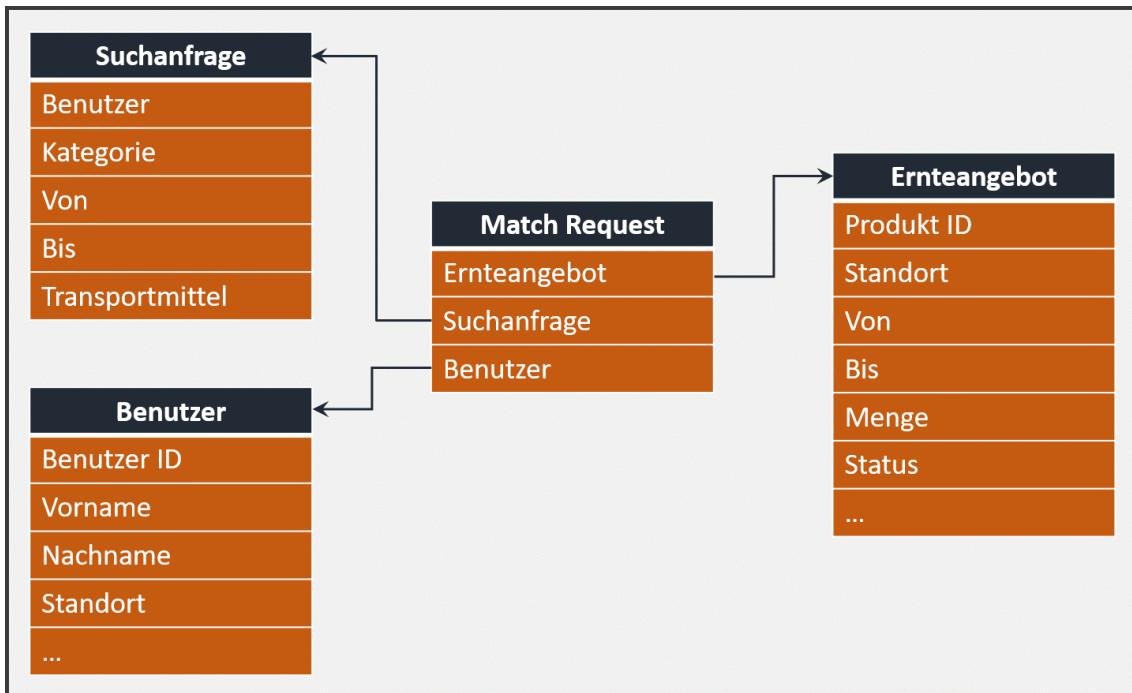 Suchanfrage
Benutzer
Kategorie
Von
Bis
Transportmittel
Benutzer
Benutzer ID
Vorname
Nachname
Standort
...
Match Request
Ernteangebot
Suchanfrage
Benutzer
Ernteangebot
Produkt ID
Standort
Von
Bis
Menge
Status
...